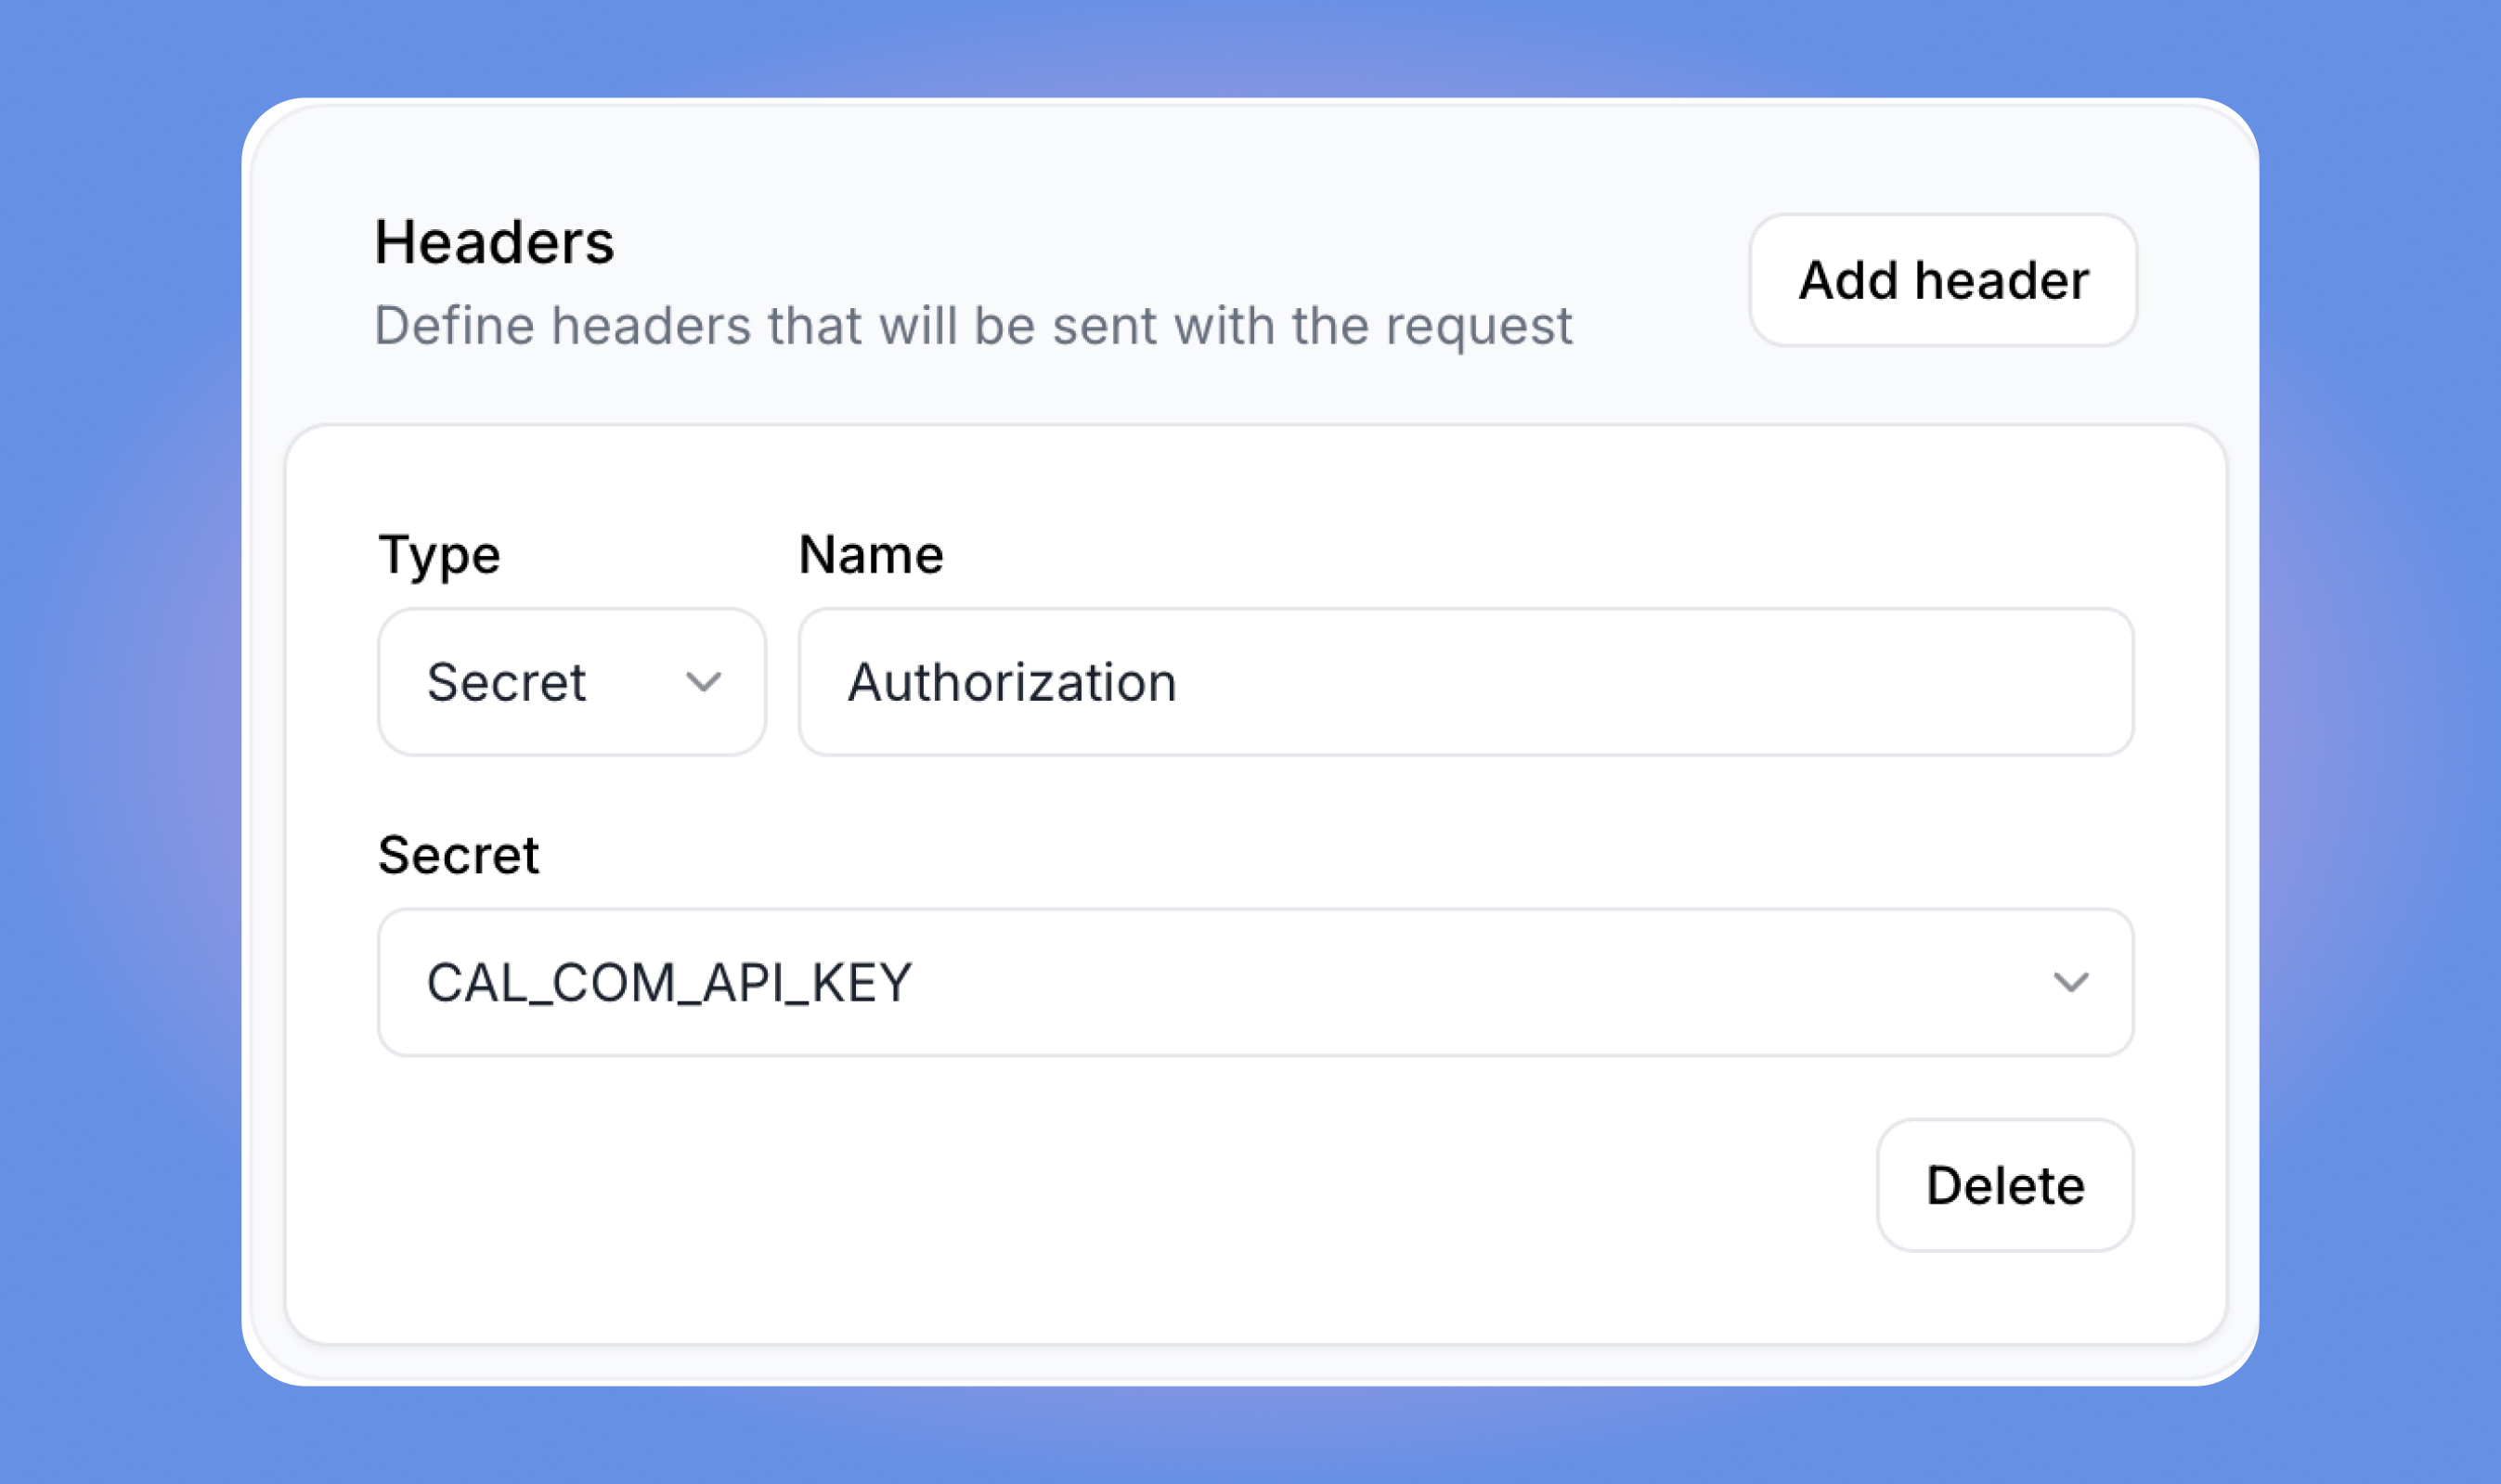 Headers
Define headers that will be sent with the request
Add header
Type
Name
Secret
Authorization
Secret
CAL_COM_API_KEY
Delete